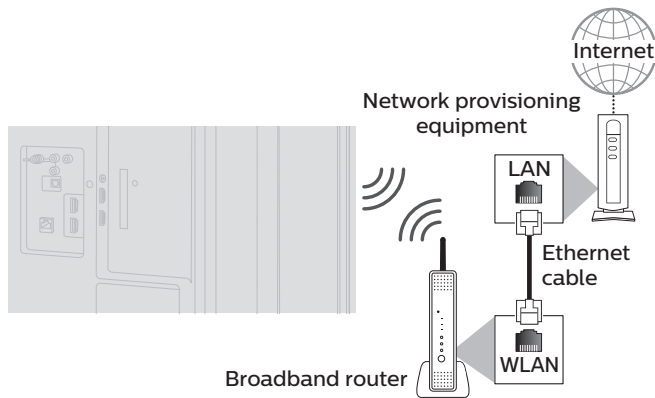 Internet
Network provisioning
equipment
LAN
Ethernet
cable
WLAN
Broadband router